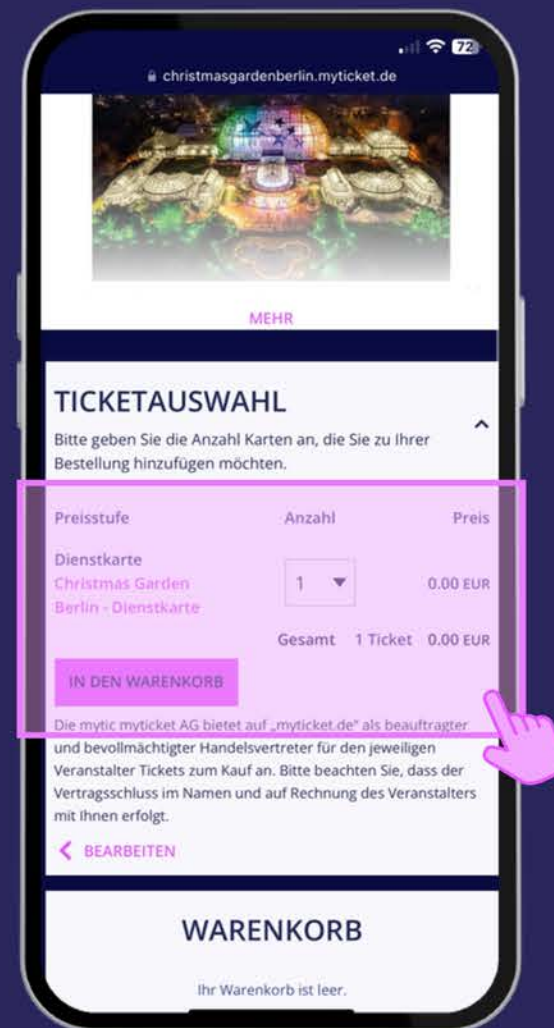 72
christmasgardenberlin.myticket.de
MEHR
TICKETAUSWAHL
Bitte geben Sie die Anzahl Karten an, die Sie zu Ihrer
Bestellung hinzufügen möchten.
Preisstufe Anzahl Preis
Dienstkarte
Christmas Garden 1 0.00 EUR
Berlin - Dienstkarte
Gesamt 1 Ticket 0.00 EUR
IN DEN WARENKORB
Die mytic myticket AG bietet auf „myticket.de" als beauftragter
und bevollmächtigter Handelsvertreter für den jeweiligen
Veranstalter Tickets zum Kauf an. Bitte beachten Sie, dass der
Vertragsschluss im Namen und auf Rechnung des Veranstalters
mit Ihnen erfolgt.
BEARBEITEN
WARENKORB
Ihr Warenkorb ist leer.